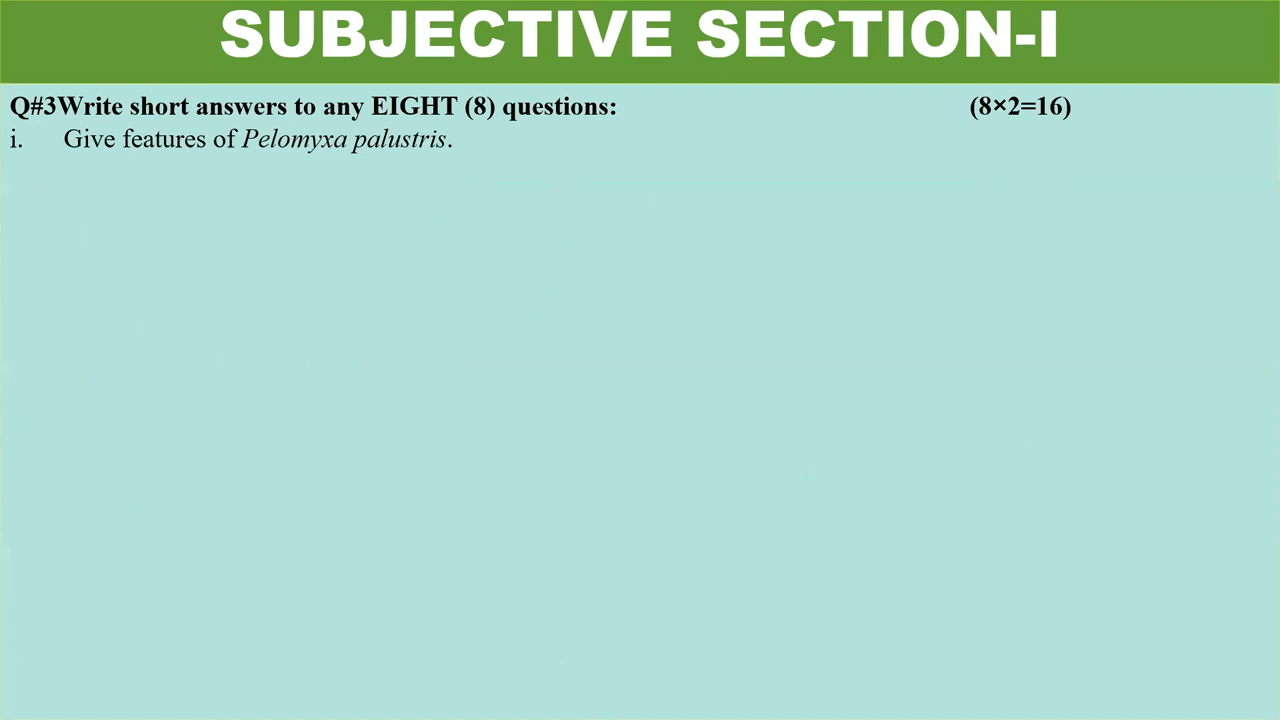 SUBJECTIVE SECTION-I
Q#3Write short answers to any EIGHT (8) questions: (8×2=16)
i. Give features of Pelomyxa palustris.